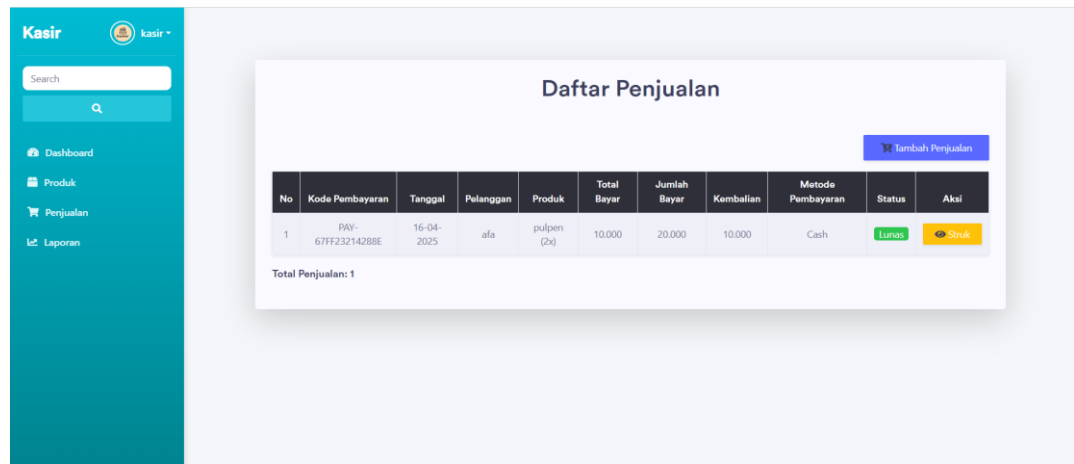 Kasir
kasir
Search
Dashboard
Produk
Penjualan
Laporan
Daftar Penjualan
Tambah Penjualan
No Kode Pembayaran Tanggal Pelanggan Produk Total Bayar Jumlah Bayar Kembalian Metode Pembayaran Status Aksi
1 PAY-67FF23214288E 16-04-2025 afa pulpen (2x) 10.000 20.000 10.000 Cash Lunas Struk
Total Penjualan: 1